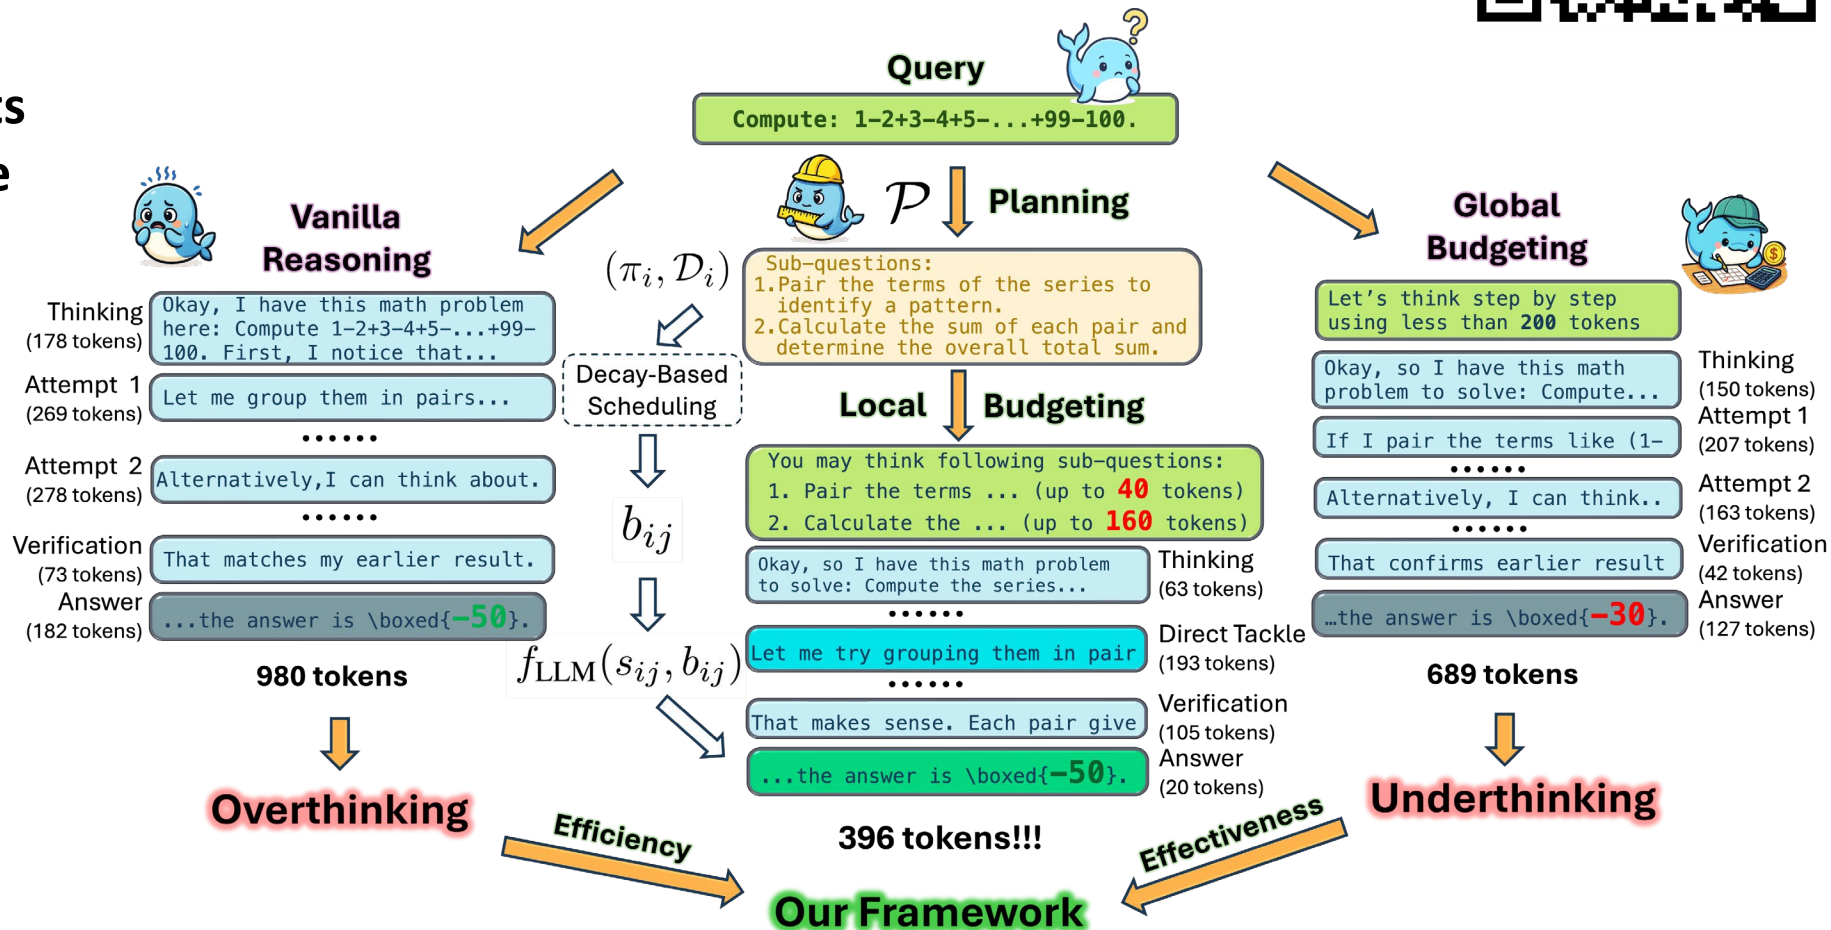 ts
e
Query
Compute: 1-2+3-4+5-...+99-100.
Vanilla
Reasoning
Thinking
(178 tokens)
Okay, I have this math problem
here: Compute 1-2+3-4+5-...+99-
100. First, I notice that...
Attempt 1
(269 tokens)
Let me group them in pairs...
......
Attempt 2
(278 tokens)
Alternatively,I can think about.
......
Verification
(73 tokens)
That matches my earlier result.
Answer
(182 tokens)
...the answer is \boxed{-50}.
980 tokens
Overthinking
𝒫
Planning
(π_i, 𝒟_i)
Sub-questions:
1.Pair the terms of the series to
identify a pattern.
2.Calculate the sum of each pair and
determine the overall total sum.
Decay-Based
Scheduling
b_{ij}
f_{LLM}(s_{ij}, b_{ij})
Local Budgeting
You may think following sub-questions:
1. Pair the terms ... (up to 40 tokens)
2. Calculate the ... (up to 160 tokens)
Okay, so I have this math problem
to solve: Compute the series...
Thinking
(63 tokens)
......
Let me try grouping them in pair
Direct Tackle
(193 tokens)
......
That makes sense. Each pair give
Verification
(105 tokens)
...the answer is \boxed{-50}.
Answer
(20 tokens)
396 tokens!!!
Global
Budgeting
$
Let's think step by step
using less than 200 tokens
Okay, so I have this math
problem to solve: Compute...
Thinking
(150 tokens)
If I pair the terms like (1-
Attempt 1
(207 tokens)
......
Alternatively, I can think..
Attempt 2
(163 tokens)
......
That confirms earlier result
Verification
(42 tokens)
…the answer is \boxed{-30}.
Answer
(127 tokens)
689 tokens
Underthinking
Efficiency
Effectiveness
Our Framework